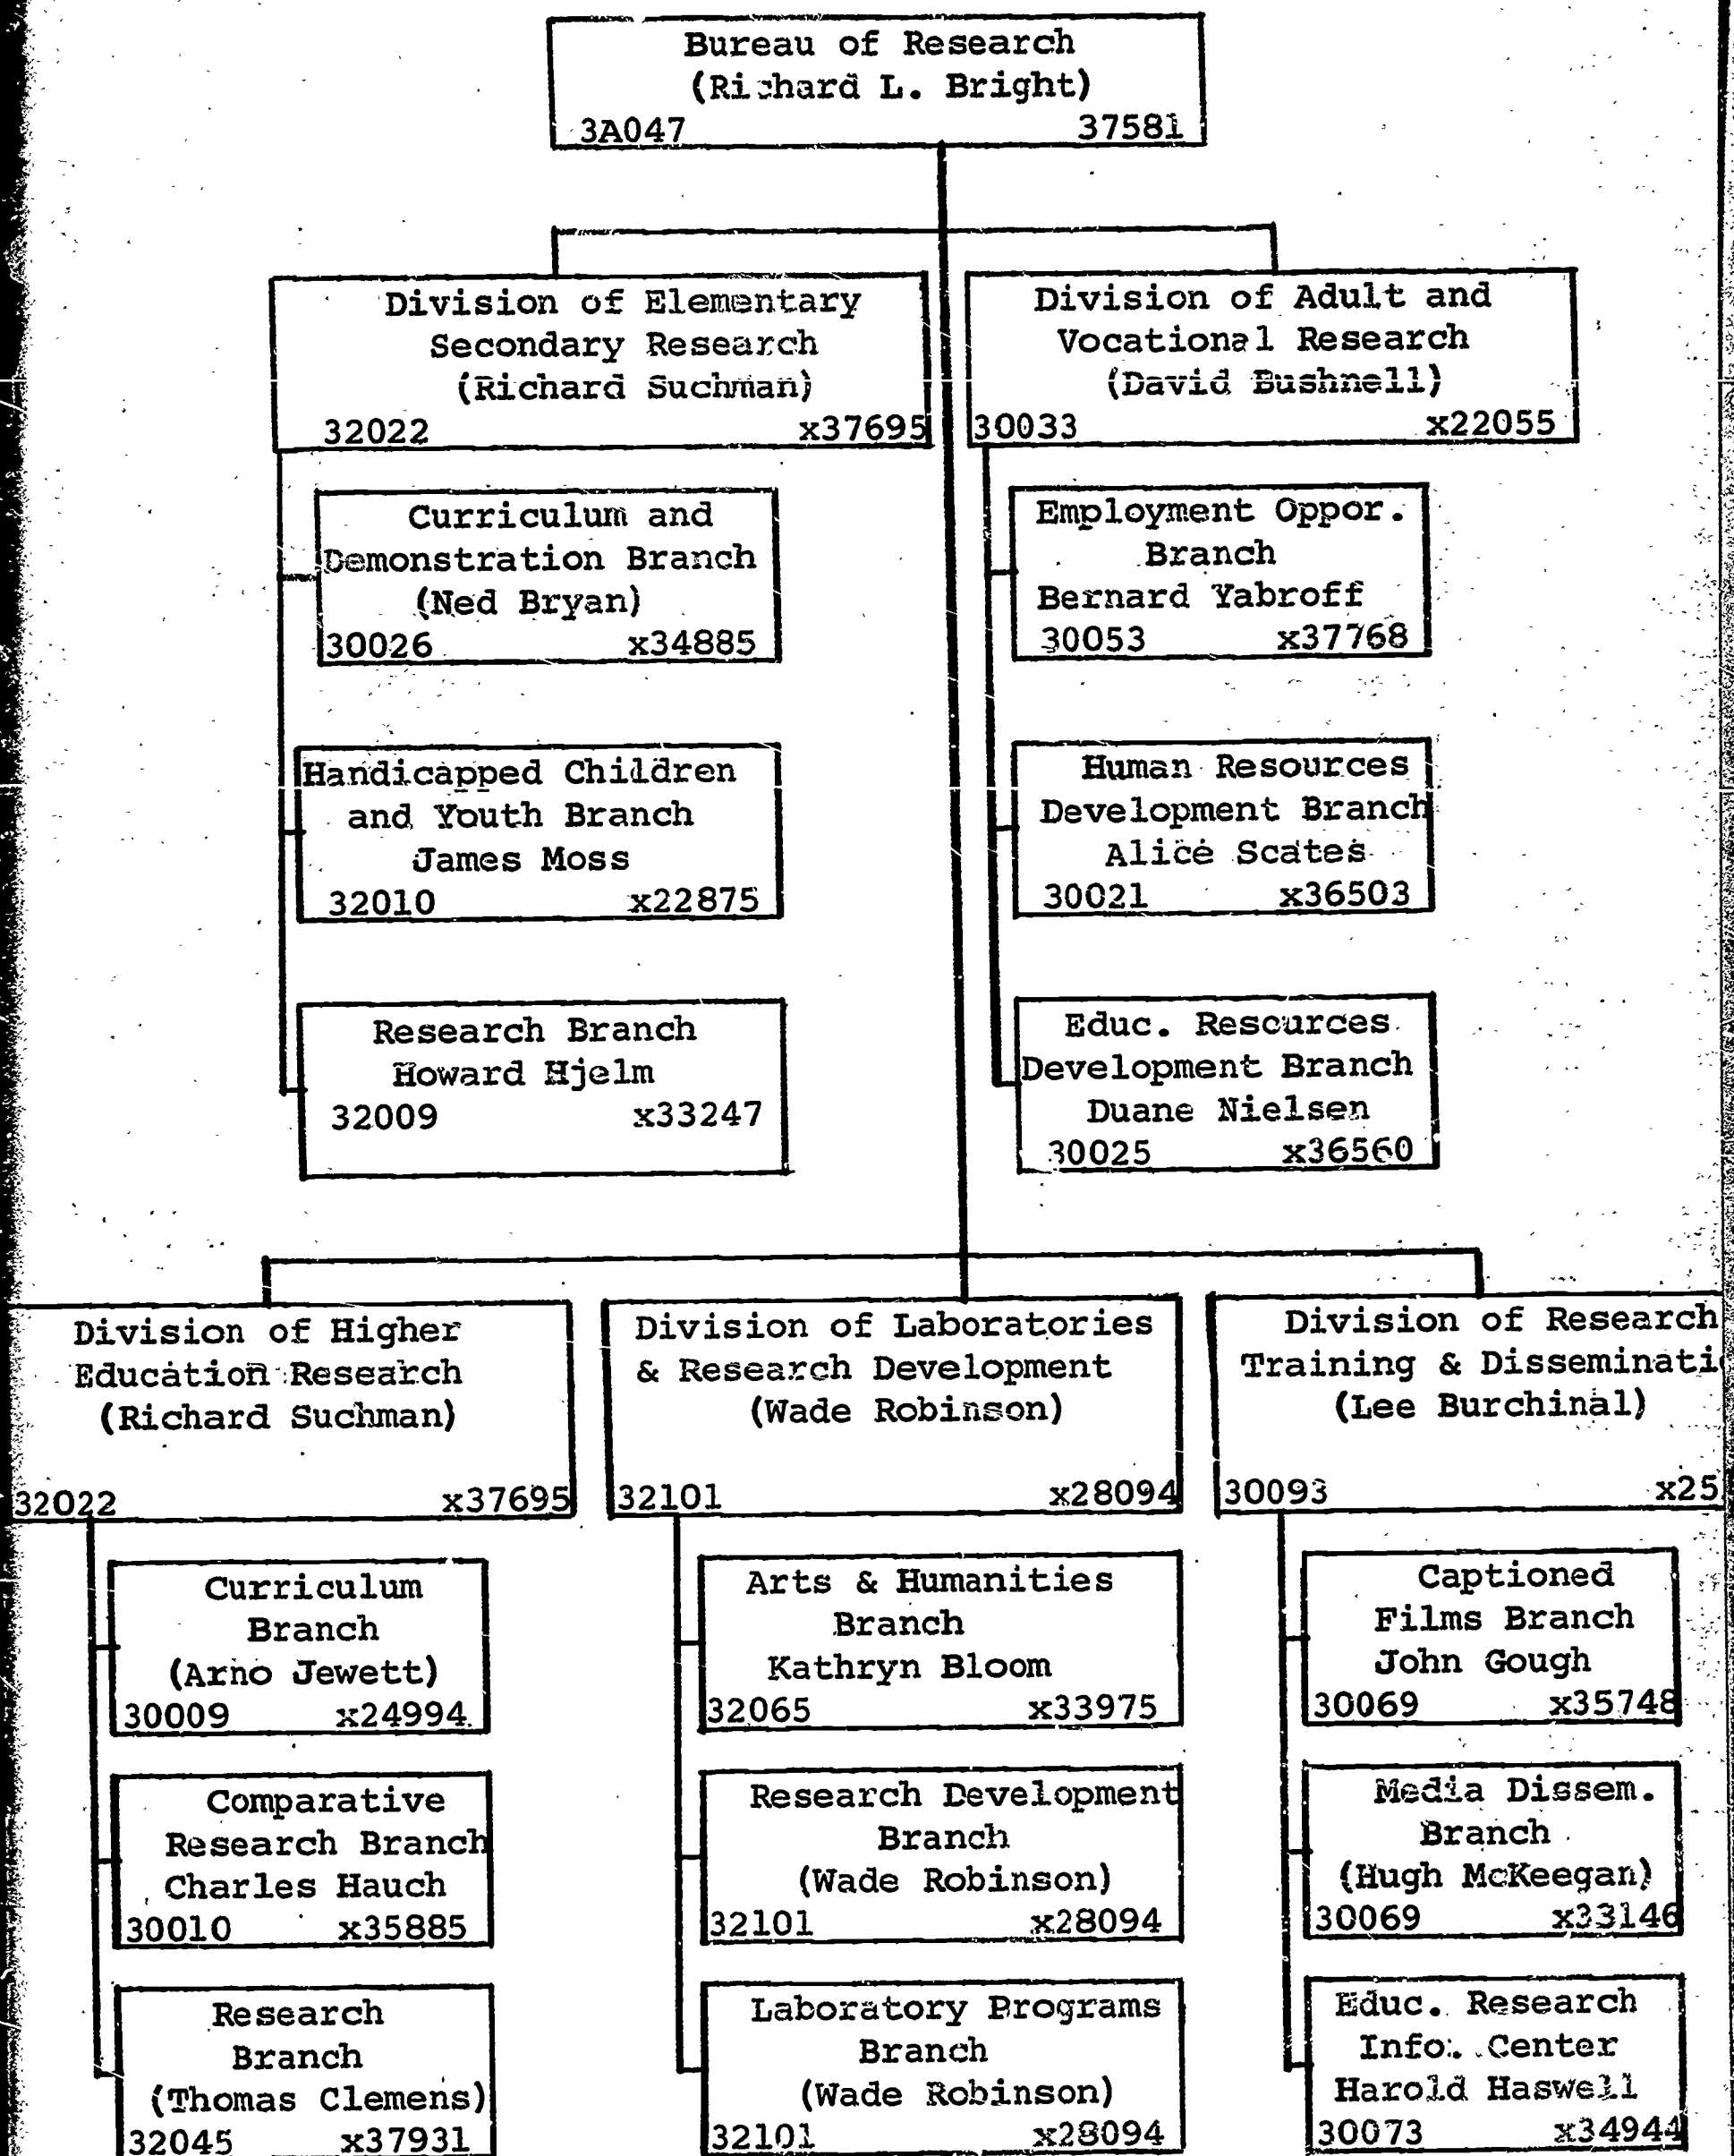 Bureau of Research
(Richard L. Bright)
3A047 37581
Division of Elementary
Secondary Research
(Richard Suchman)
32022 x37695
Division of Adult and
Vocational Research
(David Bushnell)
30033 x22055
Curriculum and
Demonstration Branch
(Ned Bryan)
30026 x34885
Employment Oppor.
Branch
Bernard Yabroff
30053 x37768
Handicapped Children
and Youth Branch
James Moss
32010 x22875
Human Resources
Development Branch
Alice Scates
30021 x36503
Research Branch
Howard Hjelm
32009 x33247
Educ. Resources
Development Branch
Duane Nielsen
30025 x36560
Division of Higher
Education Research
(Richard Suchman)
32022 x37695
Division of Laboratories
& Research Development
(Wade Robinson)
32101 x28094
Division of Research
Training & Disseminati
(Lee Burchinal)
30093 x25
Curriculum
Branch
(Arno Jewett)
30009 x24994
Comparative
Research Branch
Charles Hauch
30010 x35885
Research
Branch
(Thomas Clemens)
32045 x37931
Arts & Humanities
Branch
Kathryn Bloom
32065 x33975
Research Development
Branch
(Wade Robinson)
32101 x28094
Laboratory Programs
Branch
(Wade Robinson)
32101 x28094
Captioned
Films Branch
John Gough
30069 x35748
Media Dissem.
Branch
(Hugh McKeegan)
30069 x33146
Educ. Research
Info. Center
Harold Haswell
30073 x34944